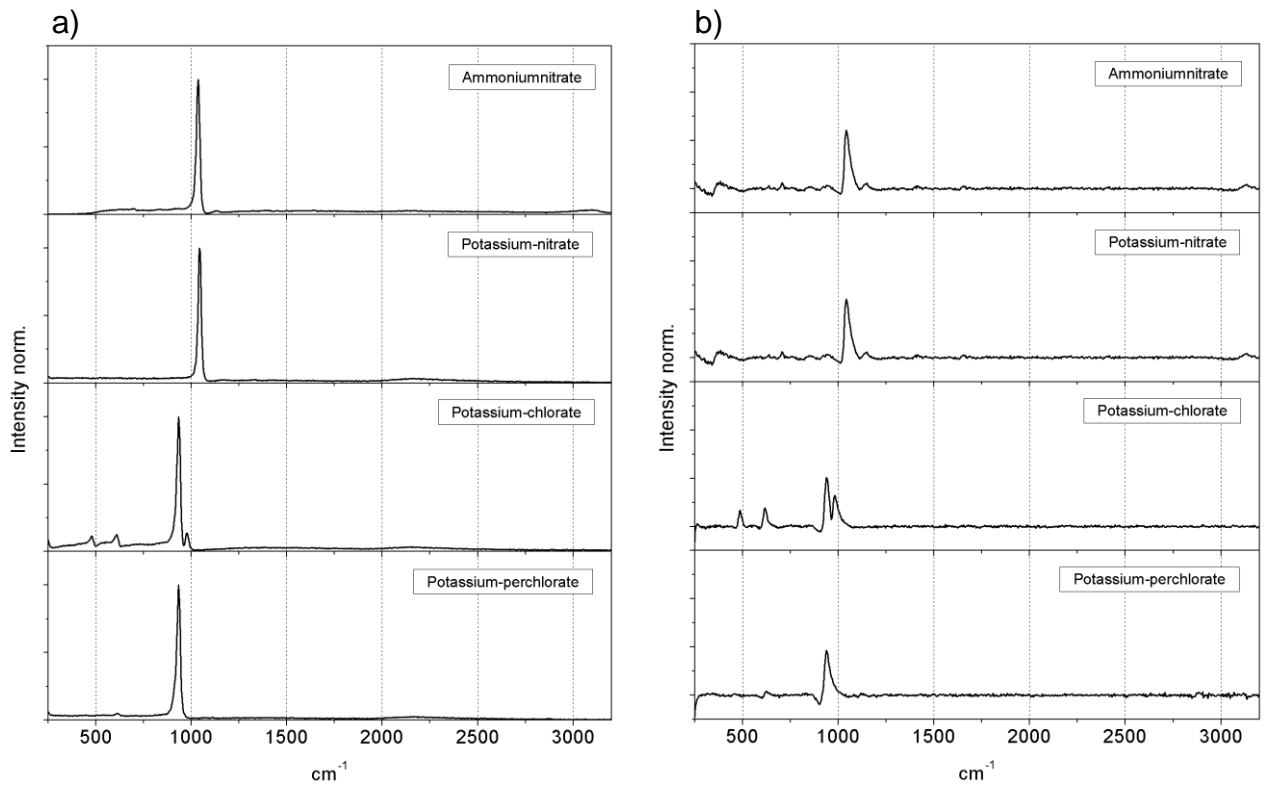 a)
Ammoniumnitrate
Potassium-nitrate
Potassium-chlorate
Potassium-perchlorate
Intensity norm.
500 1000 1500 2000 2500 3000
cm⁻¹
b)
Ammoniumnitrate
Potassium-nitrate
Potassium-chlorate
Potassium-perchlorate
Intensity norm.
500 1000 1500 2000 2500 3000
cm⁻¹